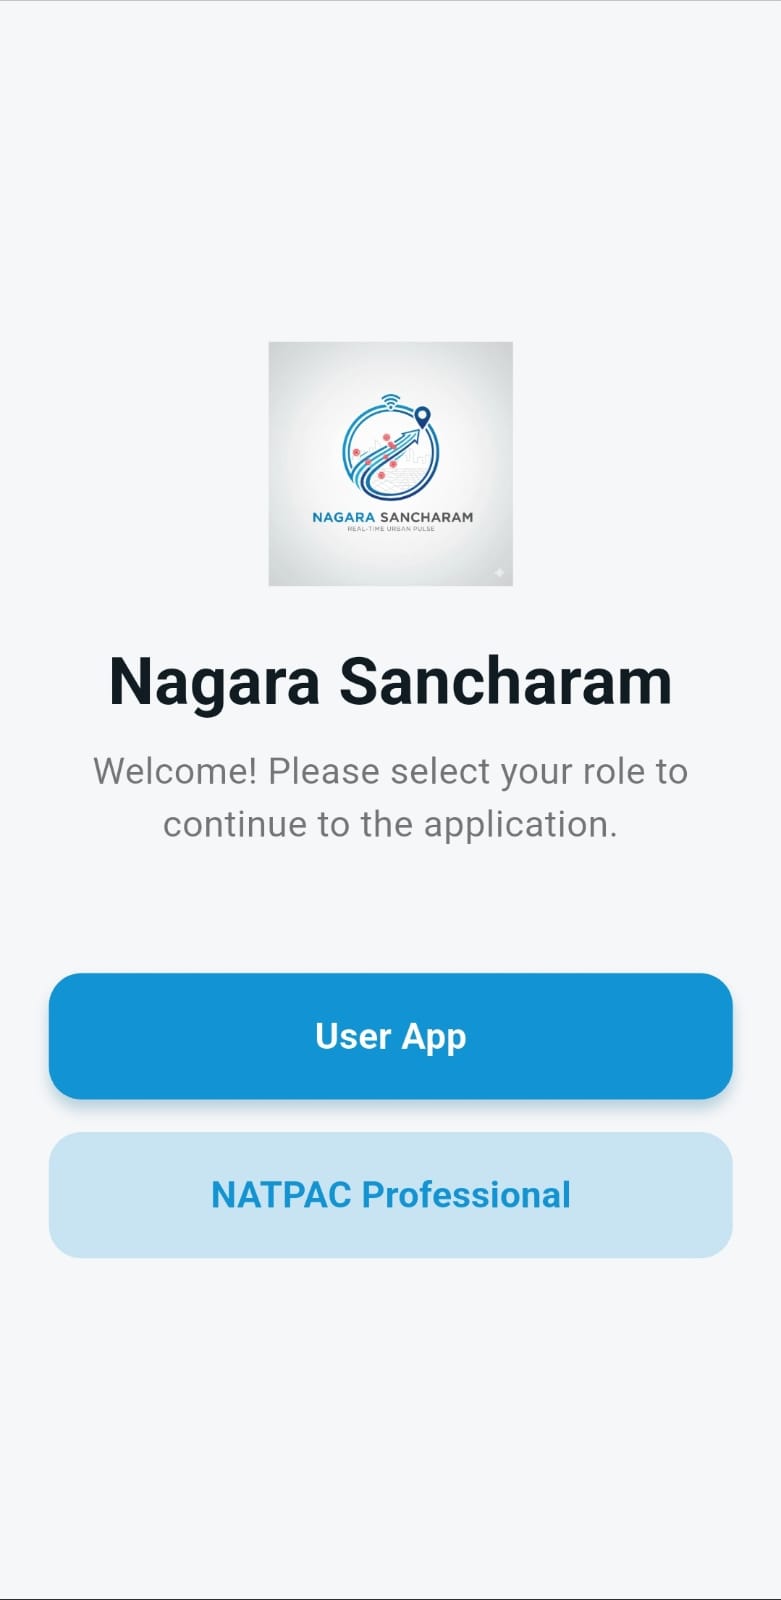 NAGARA SANCHARAM
REAL-TIME URBAN PULSE
Nagara Sancharam
Welcome! Please select your role to
continue to the application.
User App
NATPAC Professional